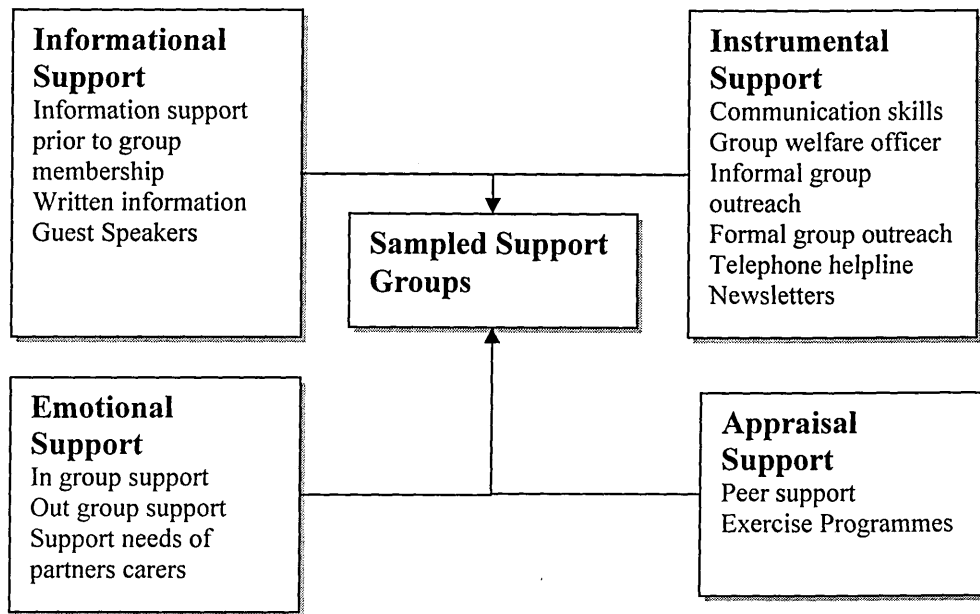 Informational
Support
Information support
prior to group
membership
Written information
Guest Speakers
Instrumental
Support
Communication skills
Group welfare officer
Informal group
outreach
Formal group outreach
Telephone helpline
Newsletters
Sampled Support
Groups
Emotional
Support
In group support
Out group support
Support needs of
partners carers
Appraisal
Support
Peer support
Exercise Programmes